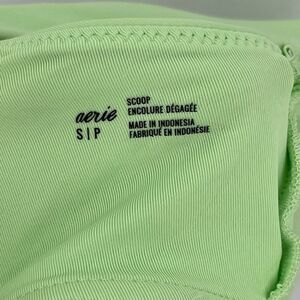 aerie
S | P
SCOOP
ENCOLURE DÉGAGÉE
MADE IN INDONESIA
FABRIQUÉ EN INDONÉSIE